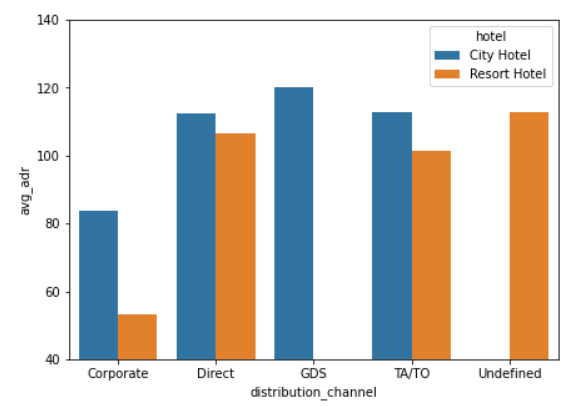 140
120
100
80
60
40
avg_adr
hotel
City Hotel
Resort Hotel
Corporate
Direct
GDS
TA/TO
Undefined
distribution_channel